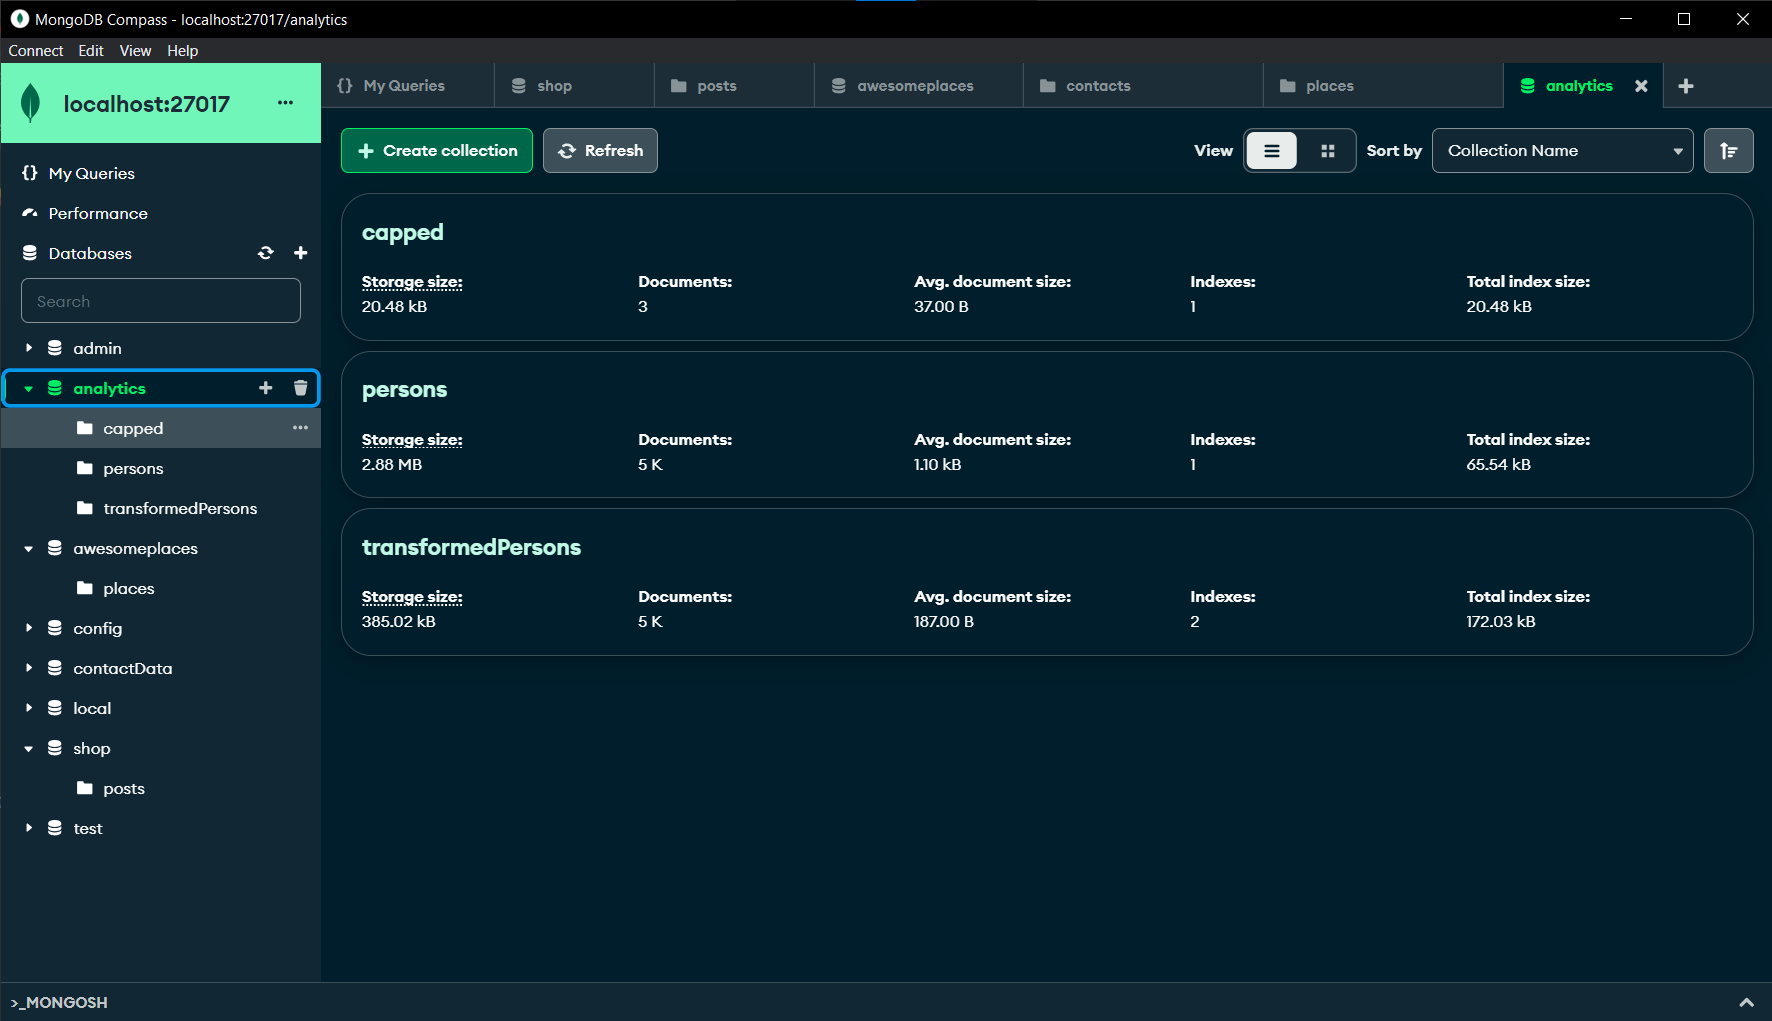 MongoDB Compass - localhost:27017/analytics
Connect Edit View Help
localhost:27017
My Queries
Performance
Databases
Search
admin
analytics
capped
persons
transformedPersons
awesomeplaces
places
config
contactData
local
shop
posts
test
{} My Queries shop posts awesomeplaces contacts places analytics
Create collection Refresh View Sort by Collection Name
capped
Storage size: Documents: Avg. document size: Indexes: Total index size:
20.48 kB 3 37.00 B 1 20.48 kB
persons
Storage size: Documents: Avg. document size: Indexes: Total index size:
2.88 MB 5 K 1.10 kB 1 65.54 kB
transformedPersons
Storage size: Documents: Avg. document size: Indexes: Total index size:
385.02 kB 5 K 187.00 B 2 172.03 kB
>_MONGOSH